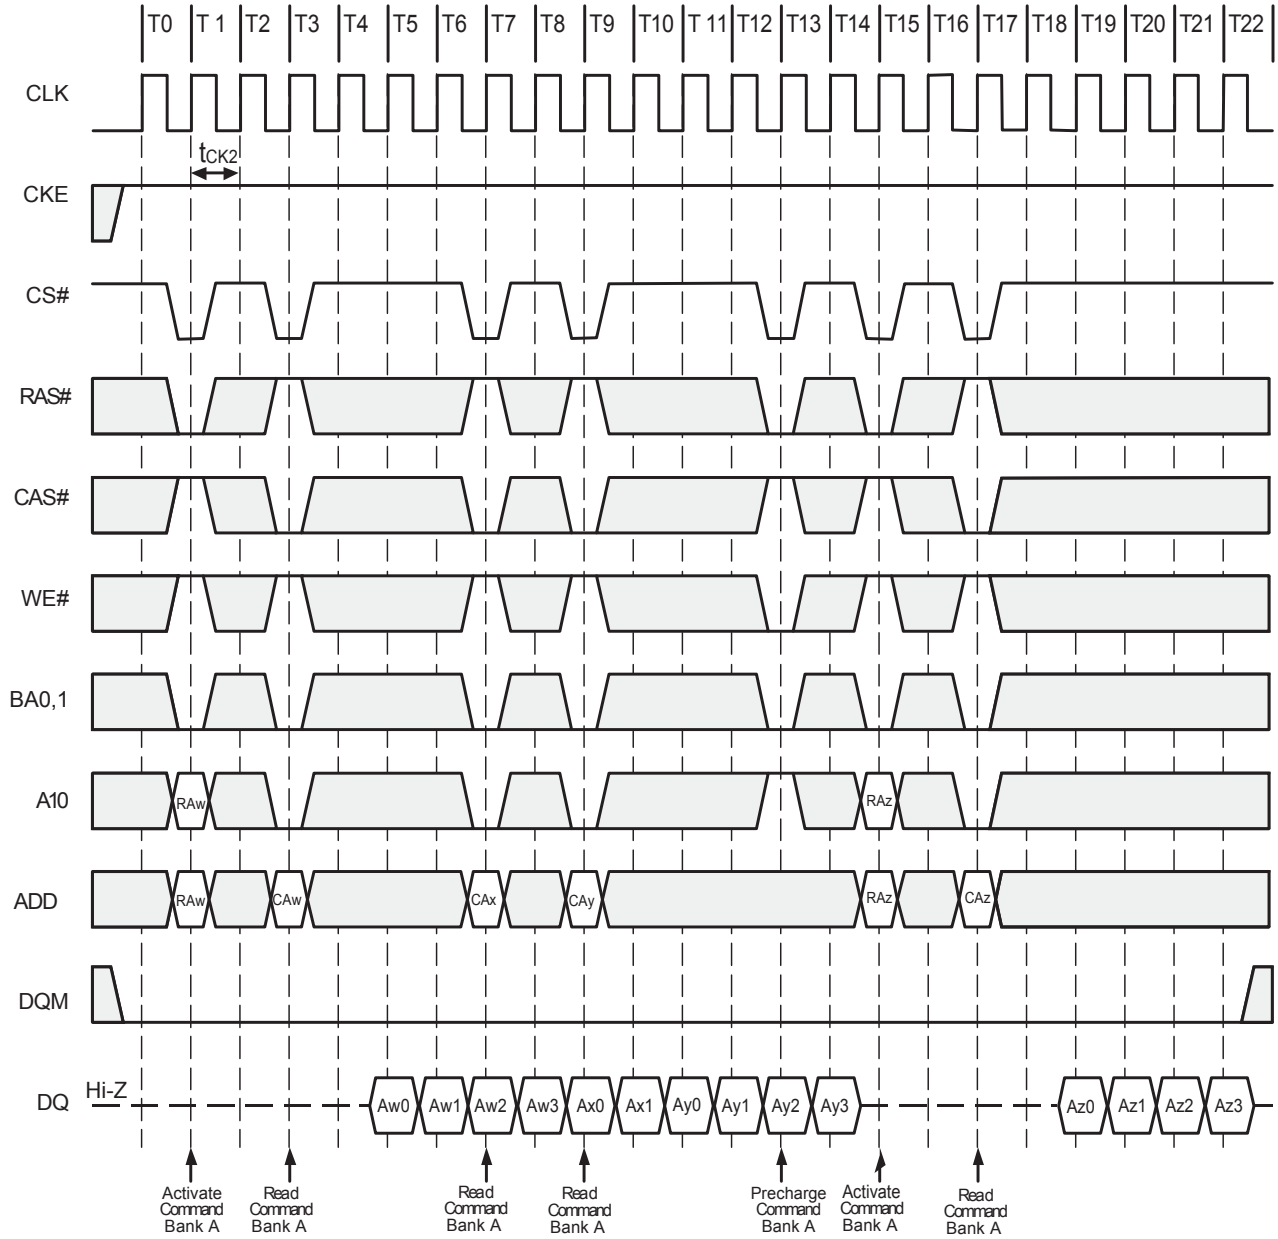 T0 T 1 T2 T3 T4 T5 T6 T7 T8 T9 T10 T 11 T12 T13 T14 T15 T16 T17 T18 T19 T20 T21 T22
CLK
tCK2
CKE
CS#
RAS#
CAS#
WE#
BA0,1
A10 RAw RAz
ADD RAw CAw CAx CAy RAz CAz
DQM
DQ Hi-Z Aw0 Aw1 Aw2 Aw3 Ax0 Ax1 Ay0 Ay1 Ay2 Ay3 Az0 Az1 Az2 Az3
Activate
Command
Bank A
Read
Command
Bank A
Read
Command
Bank A
Read
Command
Bank A
Precharge
Command
Bank A
Activate
Command
Bank A
Read
Command
Bank A